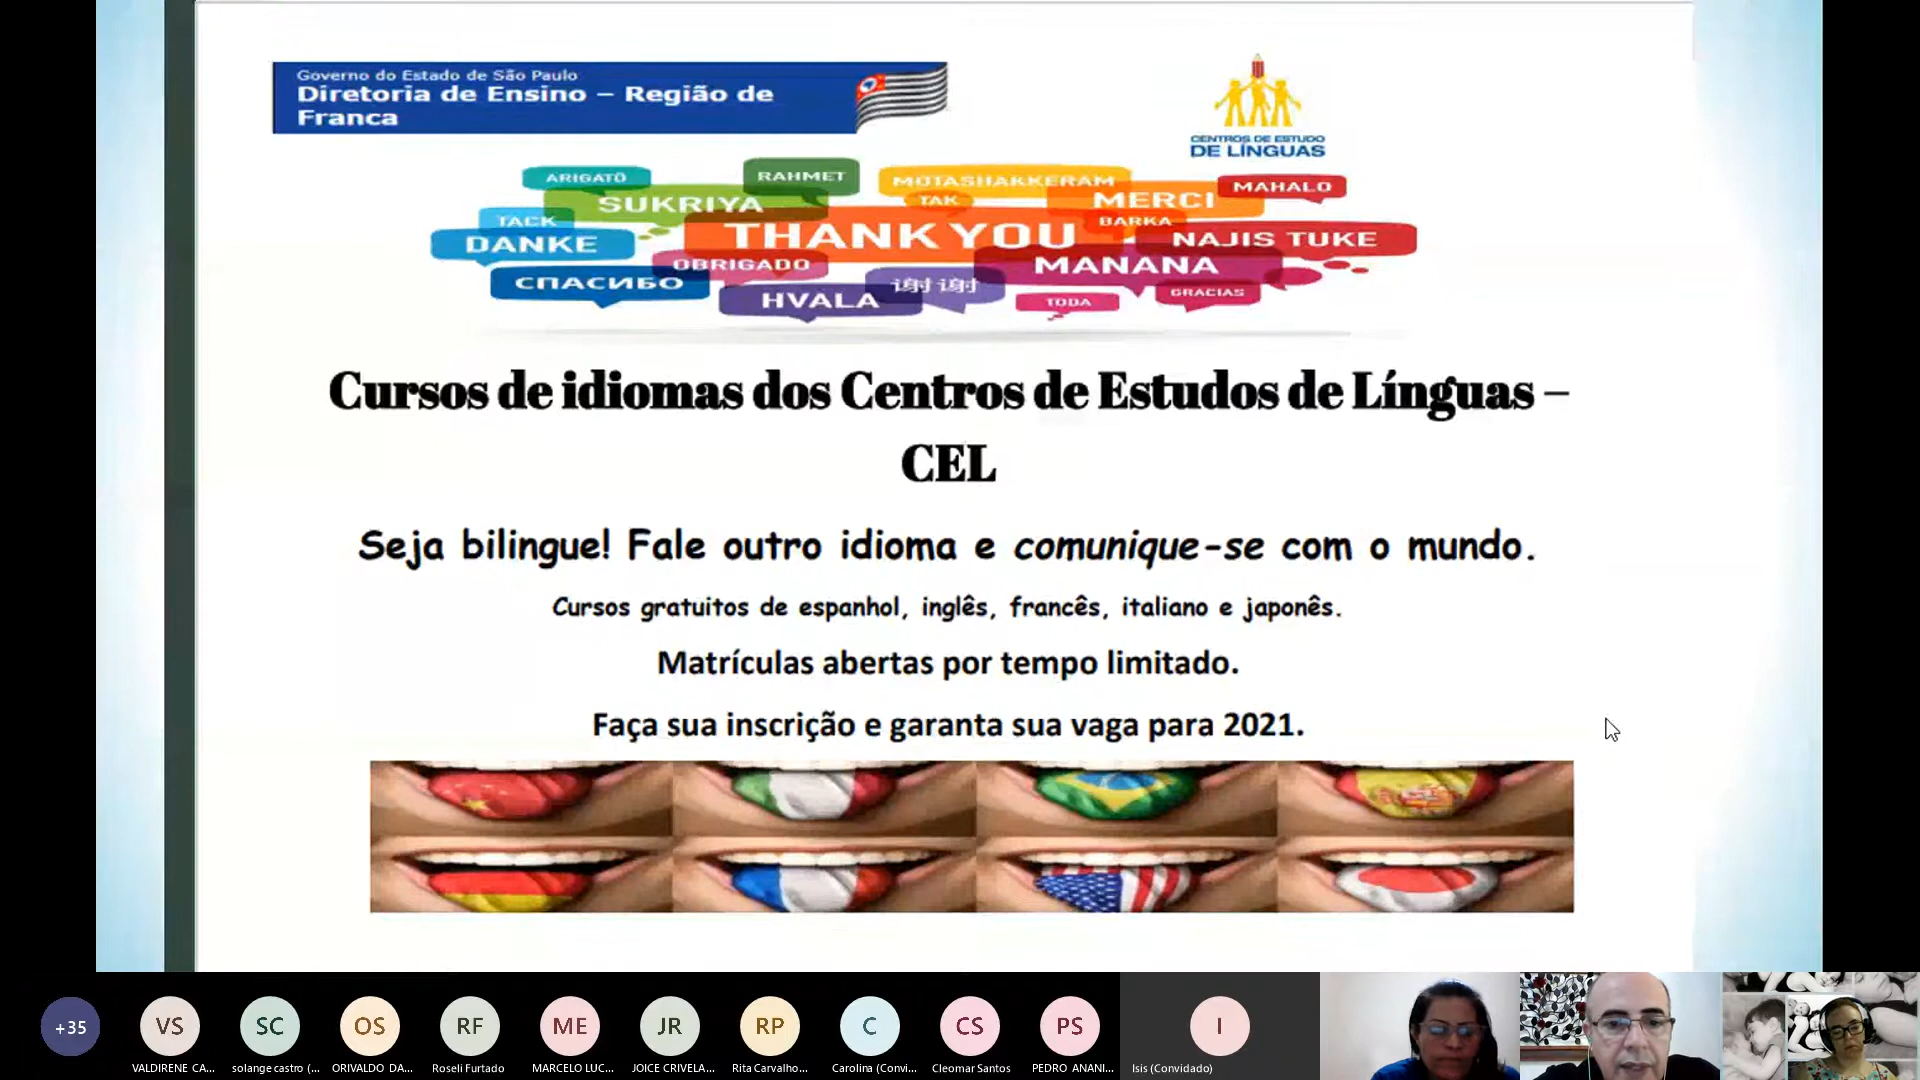 Governo do Estado de São Paulo
Diretoria de Ensino – Região de
Franca
CENTROS DE ESTUDO
DE LÍNGUAS
ARIGATŌ
RAHMET
MOTASHAKKERAM
MAHALO
SUKRIYA
TAK
MERCI
TACK
THANK YOU
BARKA
DANKE
NAJIS TUKE
OBRIGADO
MANANA
СПАСИБО
HVALA
谢谢
TODA
GRACIAS
Cursos de idiomas dos Centros de Estudos de Línguas –
CEL
Seja bilingue! Fale outro idioma e comunique-se com o mundo.
Cursos gratuitos de espanhol, inglês, francês, italiano e japonês.
Matrículas abertas por tempo limitado.
Faça sua inscrição e garanta sua vaga para 2021.
+35
VS
SC
OS
RF
ME
JR
RP
C
CS
PS
I
VALDIRENE CA...
solange castro (...
ORIVALDO DA...
Roseli Furtado
MARCELO LUC...
JOICE CRIVELA...
Rita Carvalho...
Carolina (Convi...
Cleomar Santos
PEDRO ANANI...
Isis (Convidado)